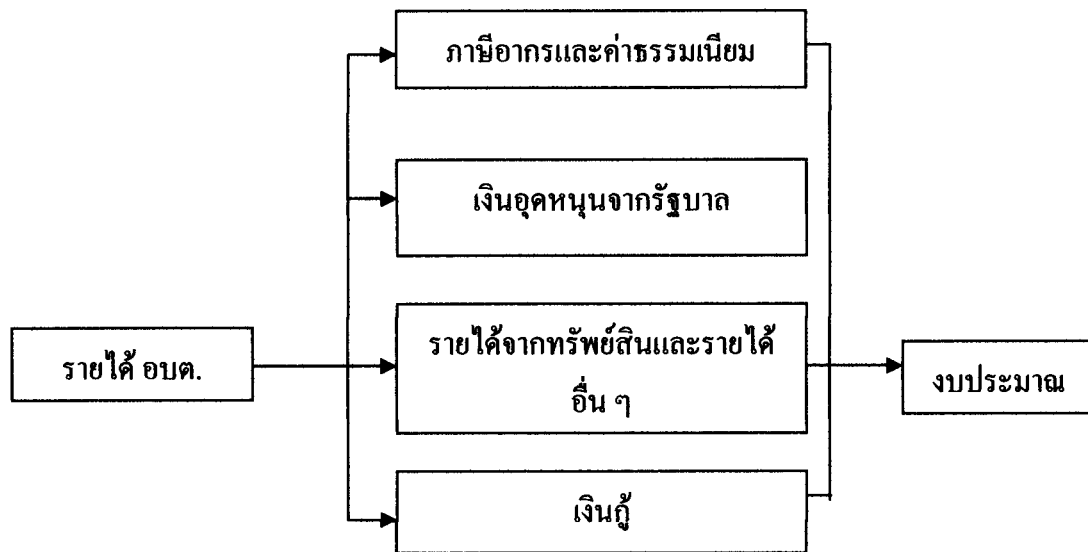 ภาษีอากรและค่าธรรมเนียม
เงินอุดหนุนจากรัฐบาล
รายได้ อบต.
รายได้จากทรัพย์สินและรายได้
อื่น ๆ
งบประมาณ
เงินกู้